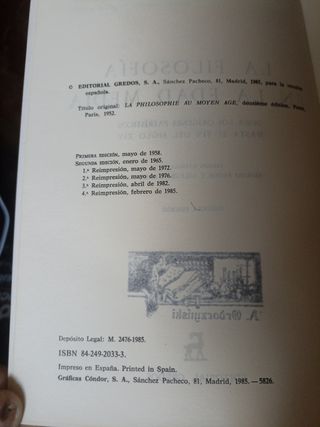 © EDITORIAL GREDOS, S. A., Sánchez Pacheco, 81, Madrid, 1985, para la versión
española.
Título original: LA PHILOSOPHIE AU MOYEN AGE, deuxième édition. Payot,
París, 1952.
PRIMERA EDICIÓN, mayo de 1958.
SEGUNDA EDICIÓN, enero de 1965.
1.ª Reimpresión, mayo de 1972.
2.ª Reimpresión, mayo de 1976.
3.ª Reimpresión, abril de 1982.
4.ª Reimpresión, febrero de 1985.
Depósito Legal: M. 2476-1985.
ISBN 84-249-2033-3.
Impreso en España. Printed in Spain.
Gráficas Cóndor, S. A., Sánchez Pacheco, 81, Madrid, 1985. — 5826.